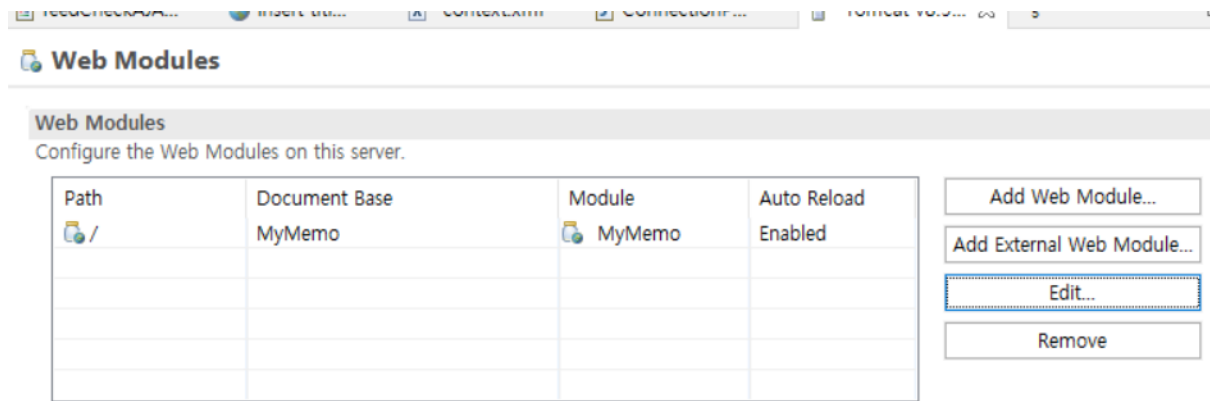 Web Modules
Web Modules
Configure the Web Modules on this server.
Path Document Base Module Auto Reload
/ MyMemo MyMemo Enabled
Add Web Module...
Add External Web Module...
Edit...
Remove